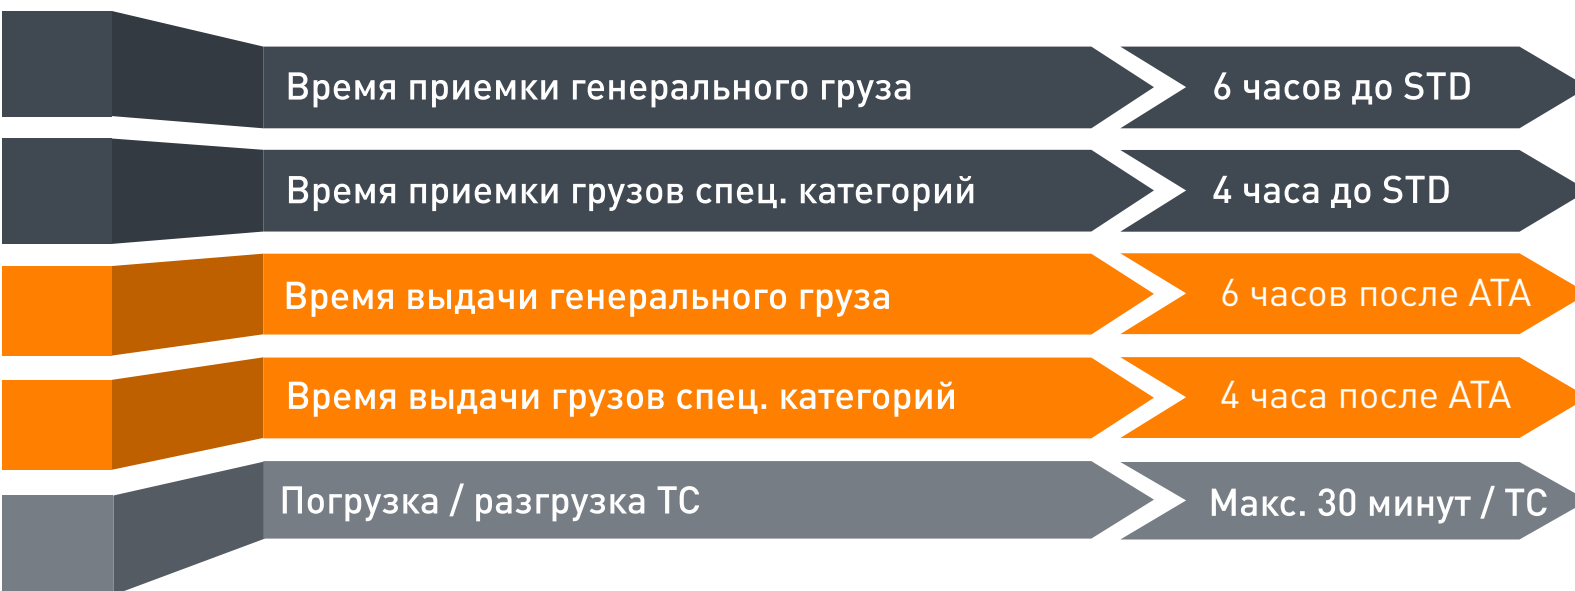 Время приемки генерального груза
6 часов до STD
Время приемки грузов спец. категорий
4 часа до STD
Время выдачи генерального груза
6 часов после ATA
Время выдачи грузов спец. категорий
4 часа после ATA
Погрузка / разгрузка ТС
Макс. 30 минут / ТС